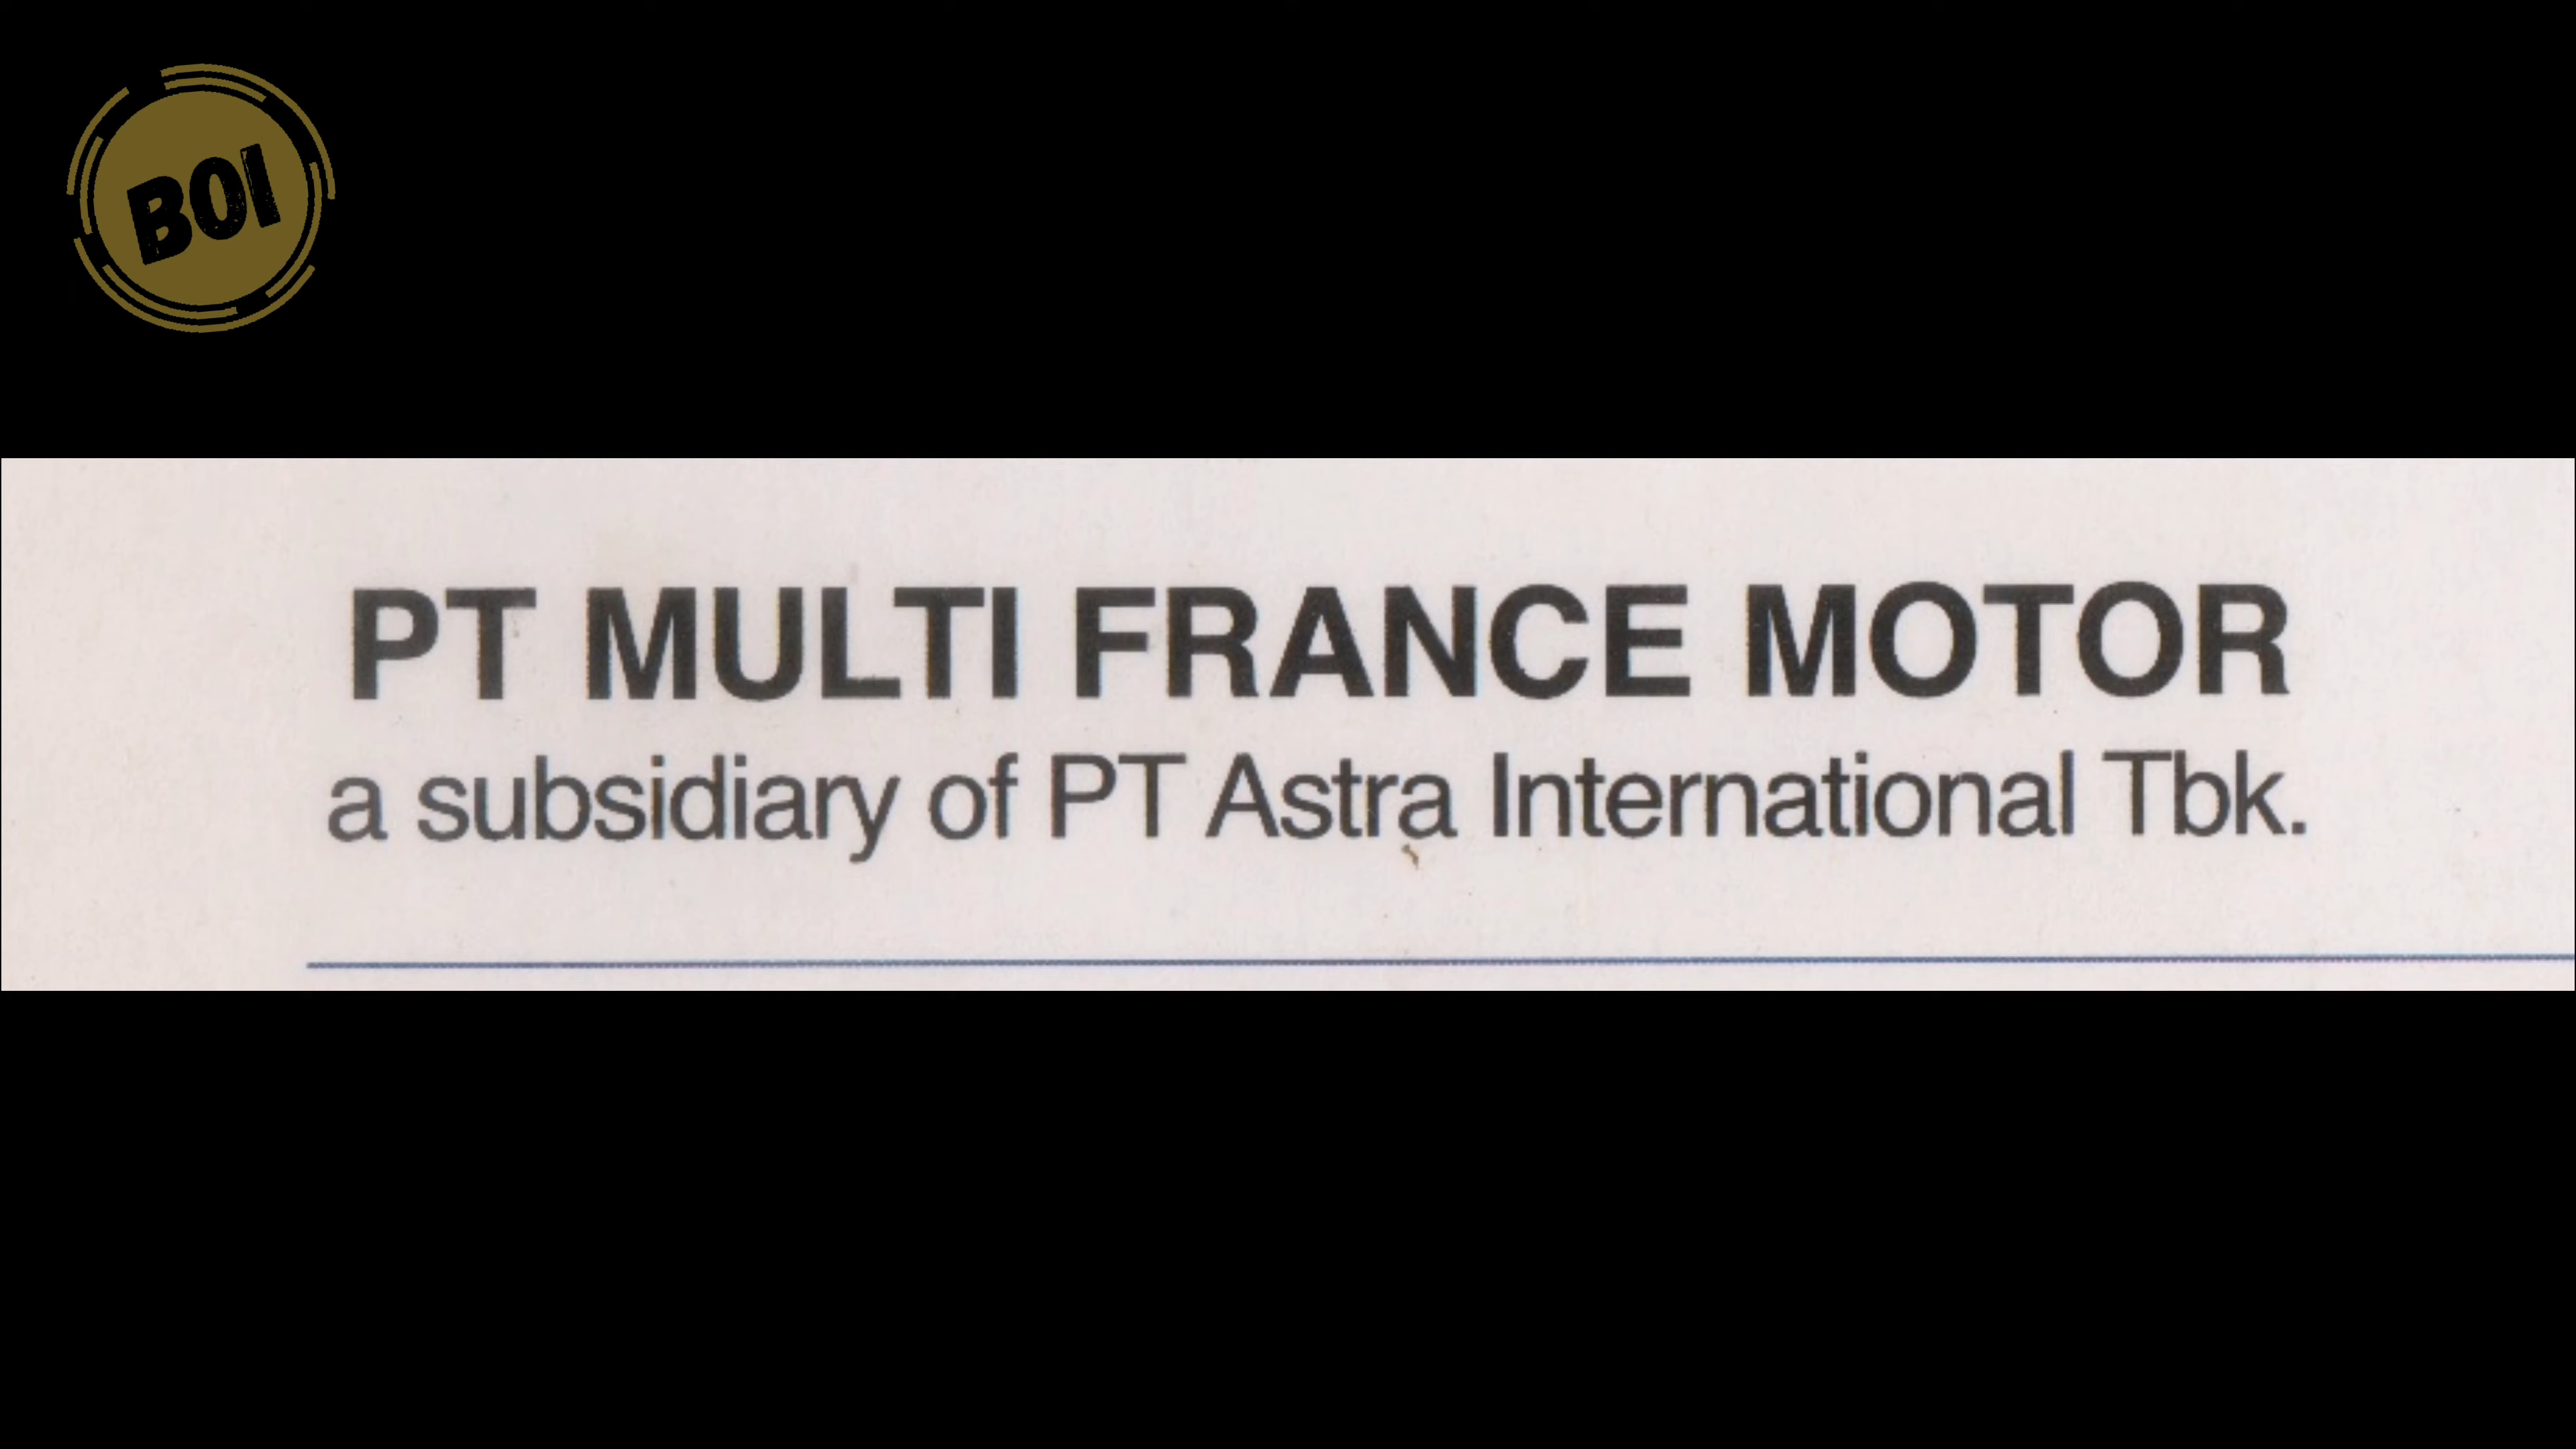 BOI
PT MULTI FRANCE MOTOR
a subsidiary of PT Astra International Tbk.